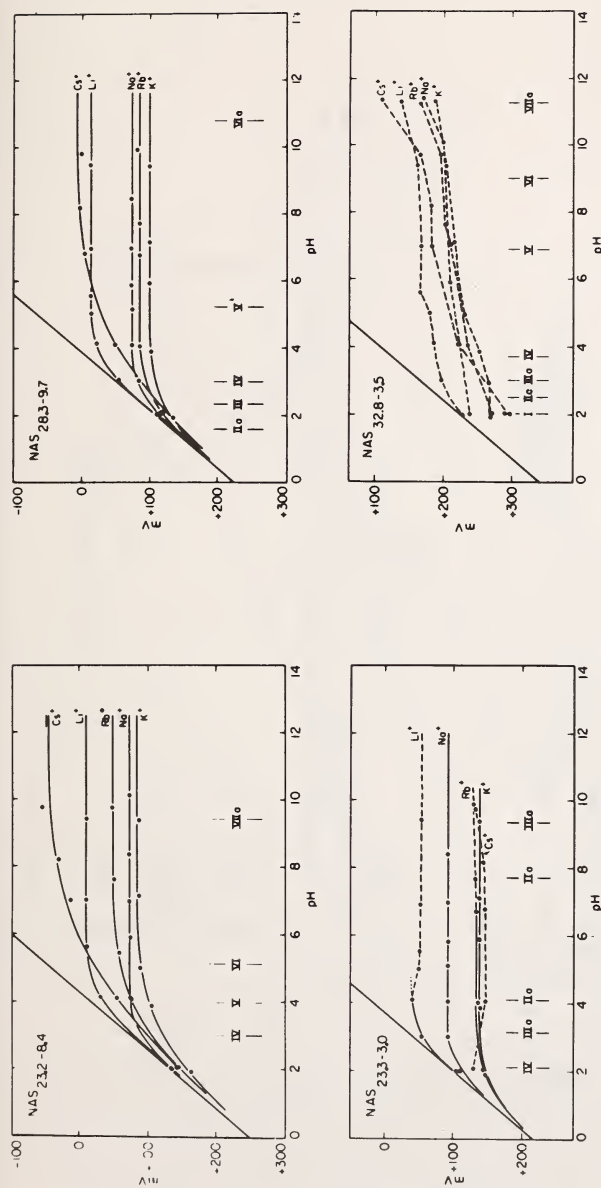 -100
0
+ 00
+200
+300
mV
NAS 23.2-8.4
Cs+
Li+
Rb+
Na+
K+
IV
V
VI
VIIa
0 2 4 6 8 10 12 14
pH
-100
0
+100
+200
+300
mV
NAS 28.3-9.7
Cs+
Li+
Na+
Rb+
K+
IIa
III
IV
V'
VIa
0 2 4 6 8 10 12 14
pH
0
+100
+200
mV
NAS 23.3-3.0
Li+
Na+
Rb+
K+
Cs+
IV
IIIa
IIa
IIa
IIIa
0 2 4 6 8 10 12 14
pH
+100
+200
+300
mV
NAS 32.8-3.5
Cs+
Li+
Rb+
Na+
K+
I
IIc
IIIc
IV
V
VI
VIIa
0 2 4 6 8 10 12 14
pH